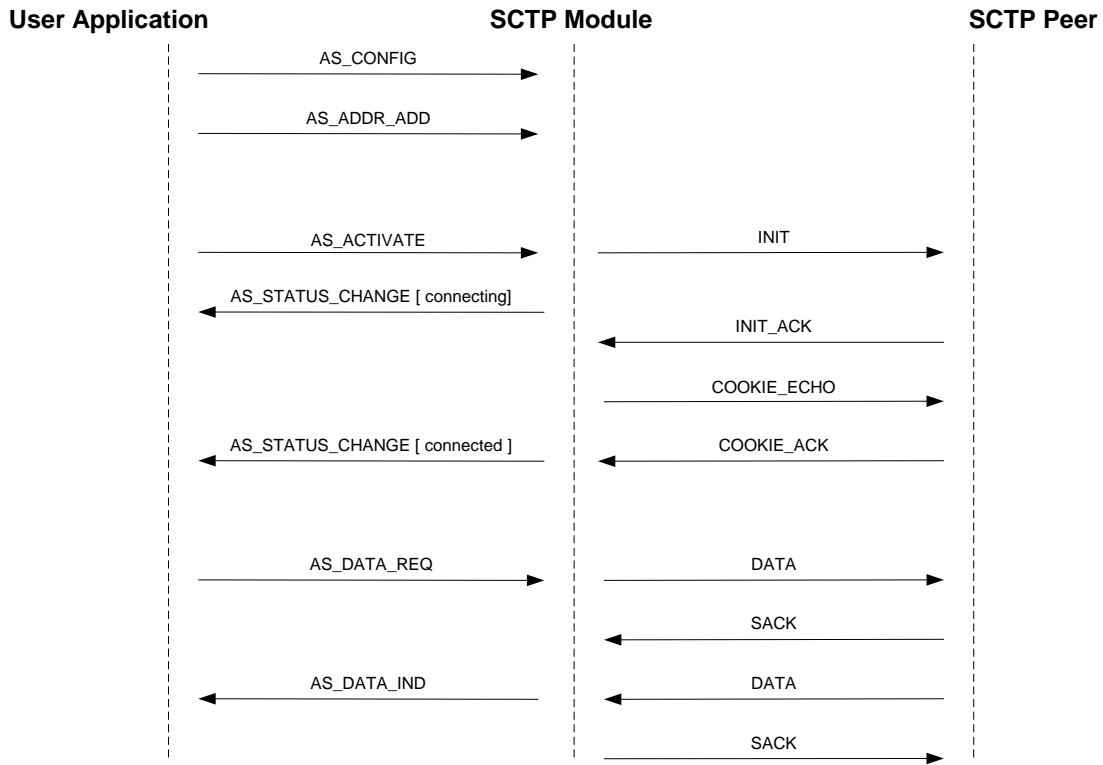 User Application
SCTP Module
SCTP Peer
AS_CONFIG
AS_ADDR_ADD
AS_ACTIVATE
INIT
AS_STATUS_CHANGE [ connecting]
INIT_ACK
COOKIE_ECHO
AS_STATUS_CHANGE [ connected ]
COOKIE_ACK
AS_DATA_REQ
DATA
SACK
AS_DATA_IND
DATA
SACK